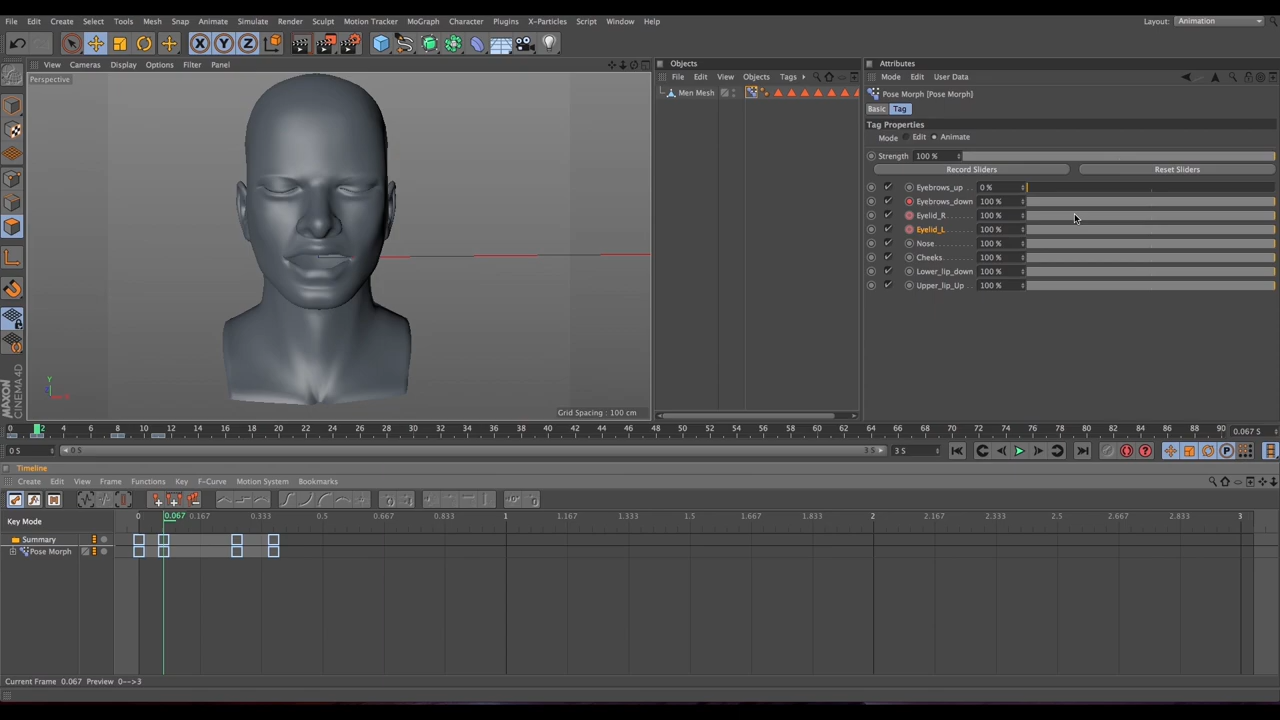 File Edit Create Select Tools Mesh Snap Animate Simulate Render Sculpt Motion Tracker MoGraph Character Plugins X-Particles Script Window Help Layout: Animation
View Cameras Display Options Filter Panel
Perspective
Y
Grid Spacing : 100 cm
MAXON CINEMA 4D
Objects
File Edit View Objects Tags
Men Mesh
Attributes
Mode Edit User Data
Pose Morph [Pose Morph]
Basic Tag
Tag Properties
Mode Edit Animate
Strength 100 %
Record Sliders Reset Sliders
Eyebrows_up 0 %
Eyebrows_down 100 %
Eyelid_R 100 %
Eyelid_L 100 %
Nose 100 %
Cheeks 100 %
Lower_lip_down 100 %
Upper_lip_Up 100 %
0 2 4 6 8 10 12 14 16 18 20 22 24 26 28 30 32 34 36 38 40 42 44 46 48 50 52 54 56 58 60 62 64 66 68 70 72 74 76 78 80 82 84 86 88 90 0.067 S
0 S 0 S 3 S 3 S
Timeline
Create Edit View Frame Functions Key F-Curve Motion System Bookmarks
Key Mode 0 0.067 0.167 0.333 0.5 0.667 0.833 1 1.167 1.333 1.5 1.667 1.833 2 2.167 2.333 2.5 2.667 2.833 3
Summary
Pose Morph
Current Frame 0.067 Preview 0-->3